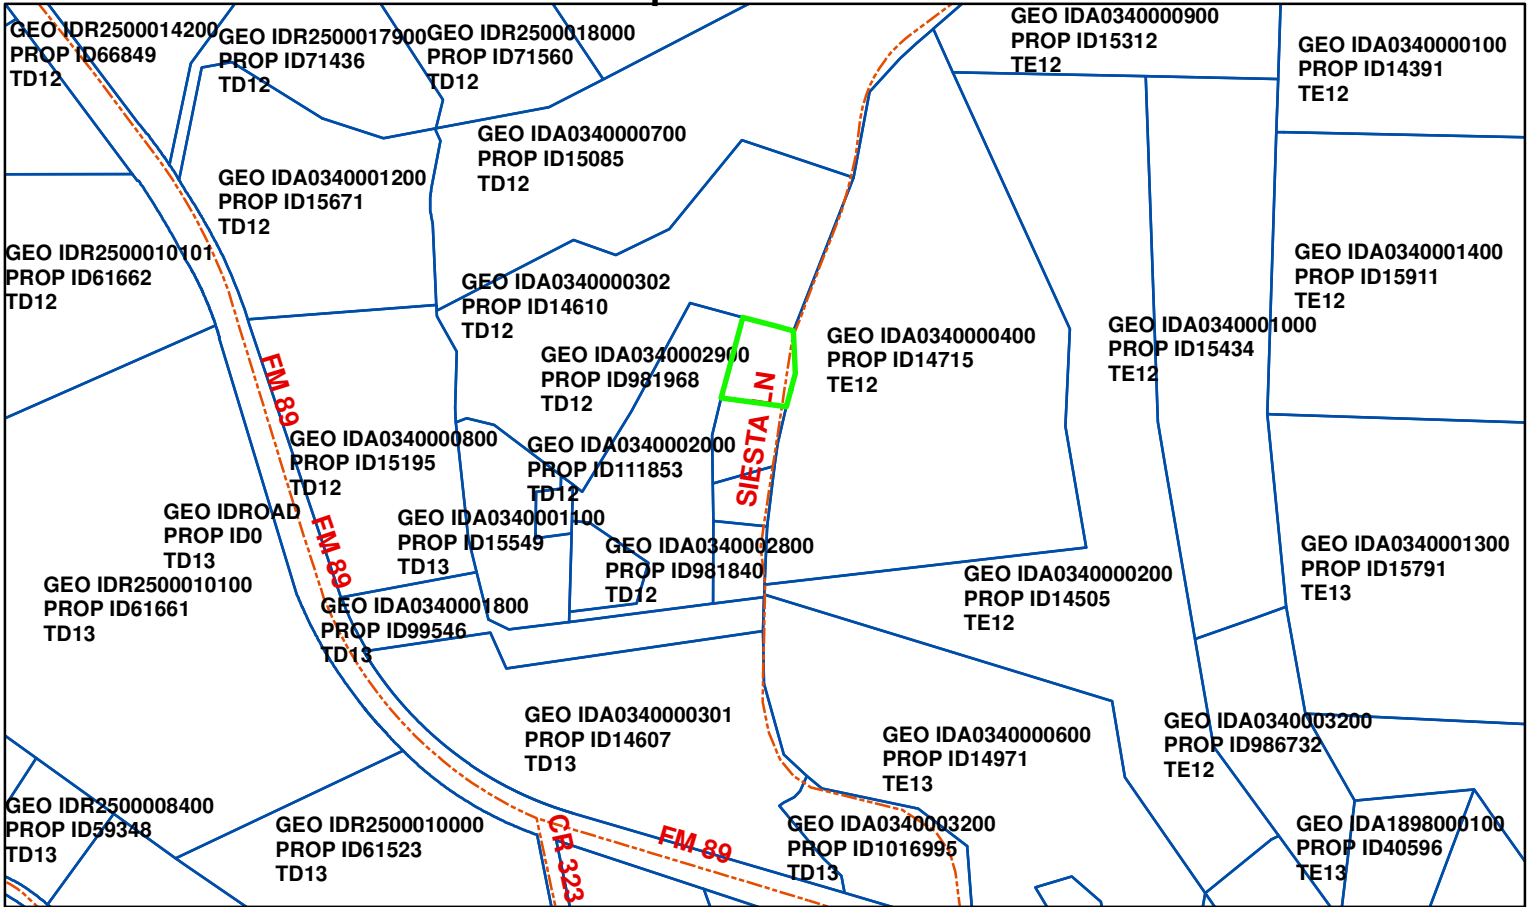 GEO IDR2500014200
PROP ID66849
TD12
GEO IDR2500017900
PROP ID71436
TD12
GEO IDR2500018000
PROP ID71560
TD12
GEO IDA0340000900
PROP ID15312
TE12
GEO IDA0340000100
PROP ID14391
TE12
GEO IDA0340000700
PROP ID15085
TD12
GEO IDA0340001200
PROP ID15671
TD12
GEO IDR2500010101
PROP ID61662
TD12
GEO IDA0340000302
PROP ID14610
TD12
GEO IDA0340001400
PROP ID15911
TE12
GEO IDA0340001000
PROP ID15434
TE12
GEO IDA0340000400
PROP ID14715
TE12
GEO IDA0340002900
PROP ID981968
TD12
FM 89
SIESTA LN
GEO IDA0340000800
PROP ID15195
TD12
GEO IDA0340002000
PROP ID111853
TD12
GEO IDROAD
PROP ID0
TD13
FM 89
GEO IDA0340001100
PROP ID15549
TD13
GEO IDA0340002800
PROP ID981840
TD12
GEO IDA0340001300
PROP ID15791
TE13
GEO IDR2500010100
PROP ID61661
TD13
GEO IDA0340000200
PROP ID14505
TE12
GEO IDA0340001800
PROP ID99546
TD13
GEO IDA0340000301
PROP ID14607
TD13
GEO IDA0340003200
PROP ID986732
TE12
GEO IDA0340000600
PROP ID14971
TE13
GEO IDR2500008400
PROP ID59348
TD13
GEO IDR2500010000
PROP ID61523
TD13
CR 323
FM 89
GEO IDA0340003200
PROP ID1016995
TD13
GEO IDA1898000100
PROP ID40596
TE13